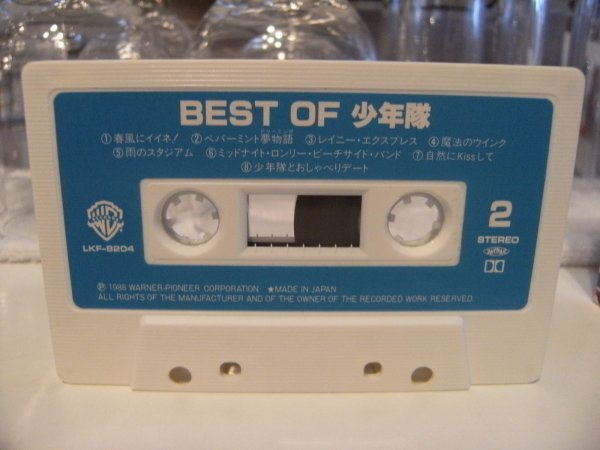 BEST OF 少年隊
①春風にイイネ! ②ペパーミント夢物語 ③レイニー・エクスプレス ④魔法のウインク
⑤雨のスタジアム ⑥ミッドナイト・ロンリー・ビーチサイド・バンド ⑦自然にKissして
⑧少年隊とおしゃべりデート
LKF-8204
2
STEREO
Ⓟ1986 WARNER-PIONEER CORPORATION ★MADE IN JAPAN
ALL RIGHTS OF THE MANUFACTURER AND OF THE OWNER OF THE RECORDED WORK RESERVED.